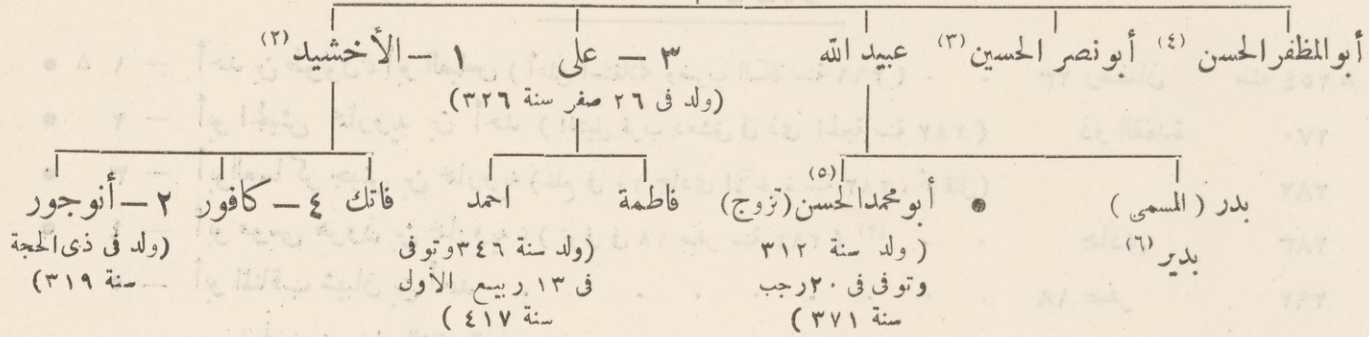 أبو المظفر الحسن (٤) أبو نصر الحسين (٣) عبيد الله ٣ – على ١ – الأخشيد (٢)
(ولد فى ٢٦ صفر سنة ٣٢٦)
بدر (المسمى) ● أبو محمد الحسن (٥) (تزوج) فاطمة احمد فاتك ٤ – كافور ٢ – أنوجور
بدير (٦) (ولد سنة ٣١٢ (ولد سنة ٣٤٦ وتوفى (ولد فى ذى الحجة
وتوفى فى ٢٠ رجب فى ١٣ ربيع الأول سنة ٣١٩)
سنة ٣٧١) سنة ٤١٧)